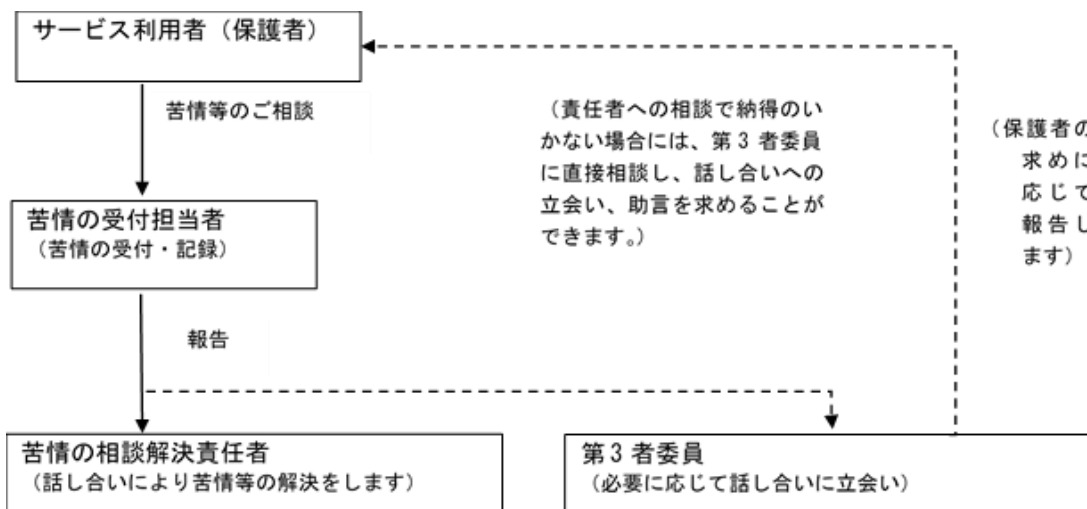 サービス利用者（保護者）
苦情等のご相談
（責任者への相談で納得のい
かない場合には、第3 者委員
に直接相談し、話し合いへの
立会い、助言を求めることが
できます。）
（保護者の
求めに
応じて
報告し
ます）
苦情の受付担当者
（苦情の受付・記録）
報告
苦情の相談解決責任者
（話し合いにより苦情等の解決をします）
第3 者委員
（必要に応じて話し合いに立会い）